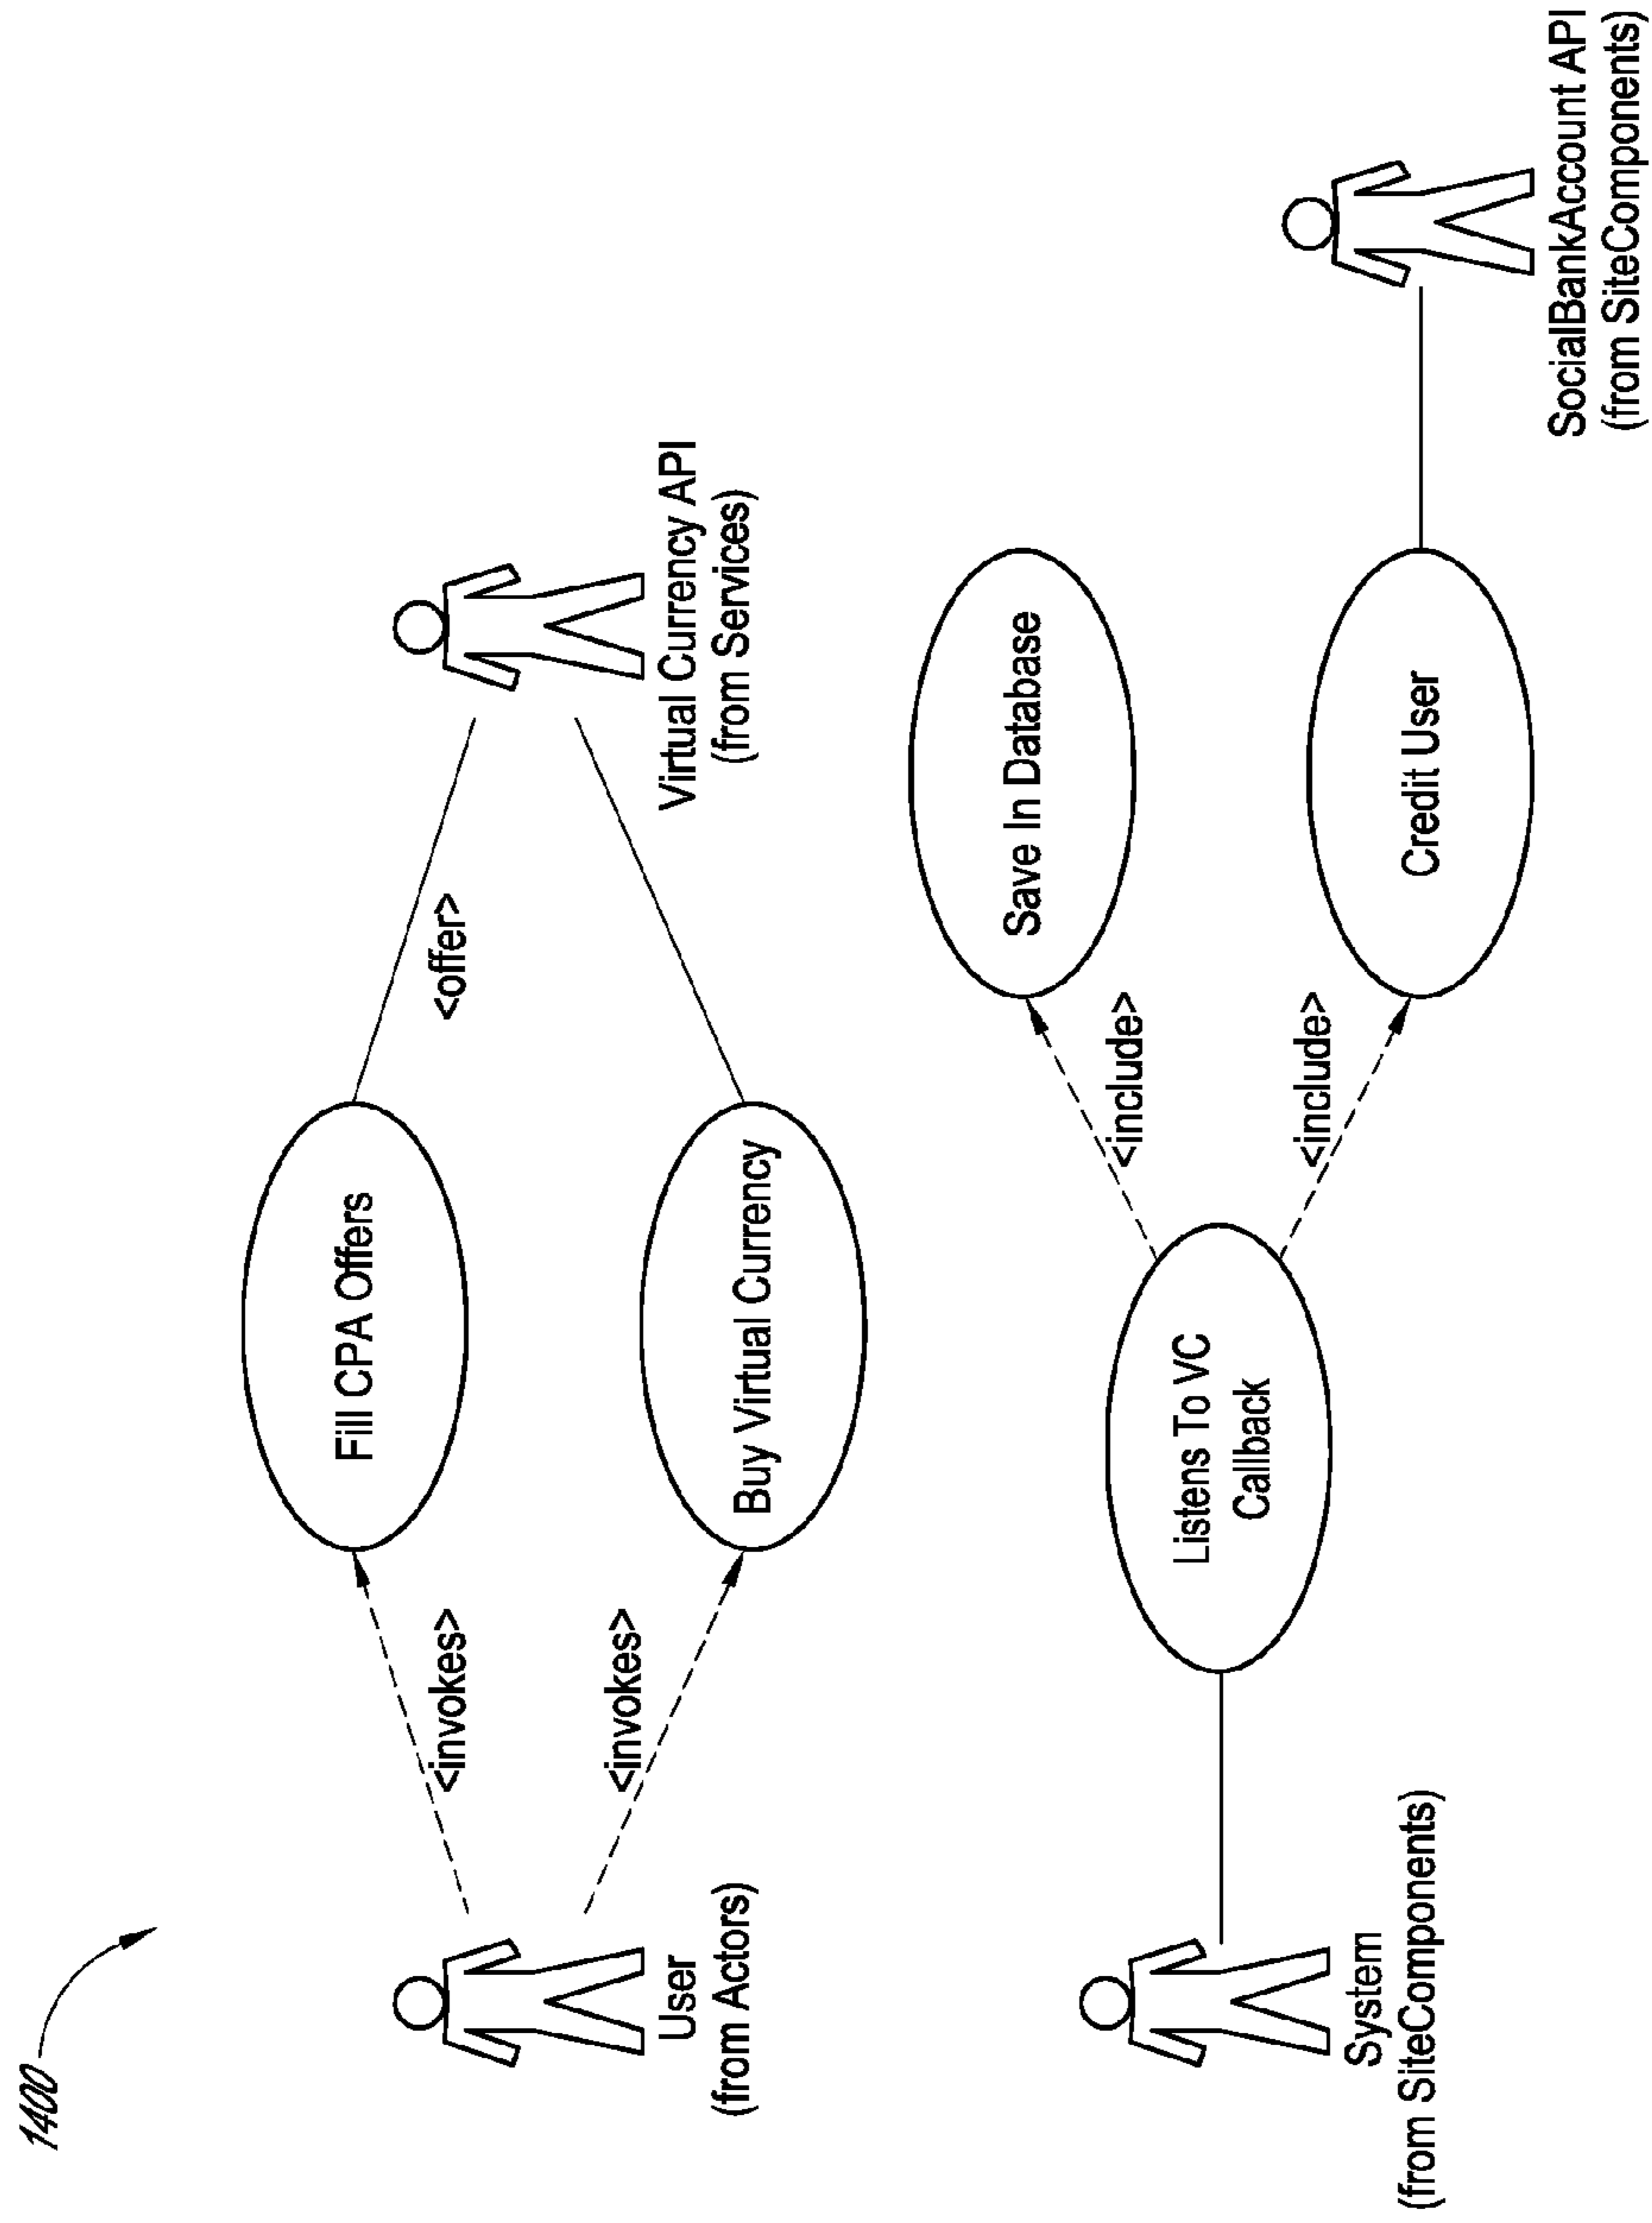 1400
Fill CPA Offers
<invokes>
<offer>
User
(from Actors)
<invokes>
Virtual Currency API
(from Services)
Buy Virtual Currency
Save In Database
Listens To VC
Callback
<include>
<include>
System
(from SiteComponents)
Credit User
SocialBankAccount API
(from SiteComponents)